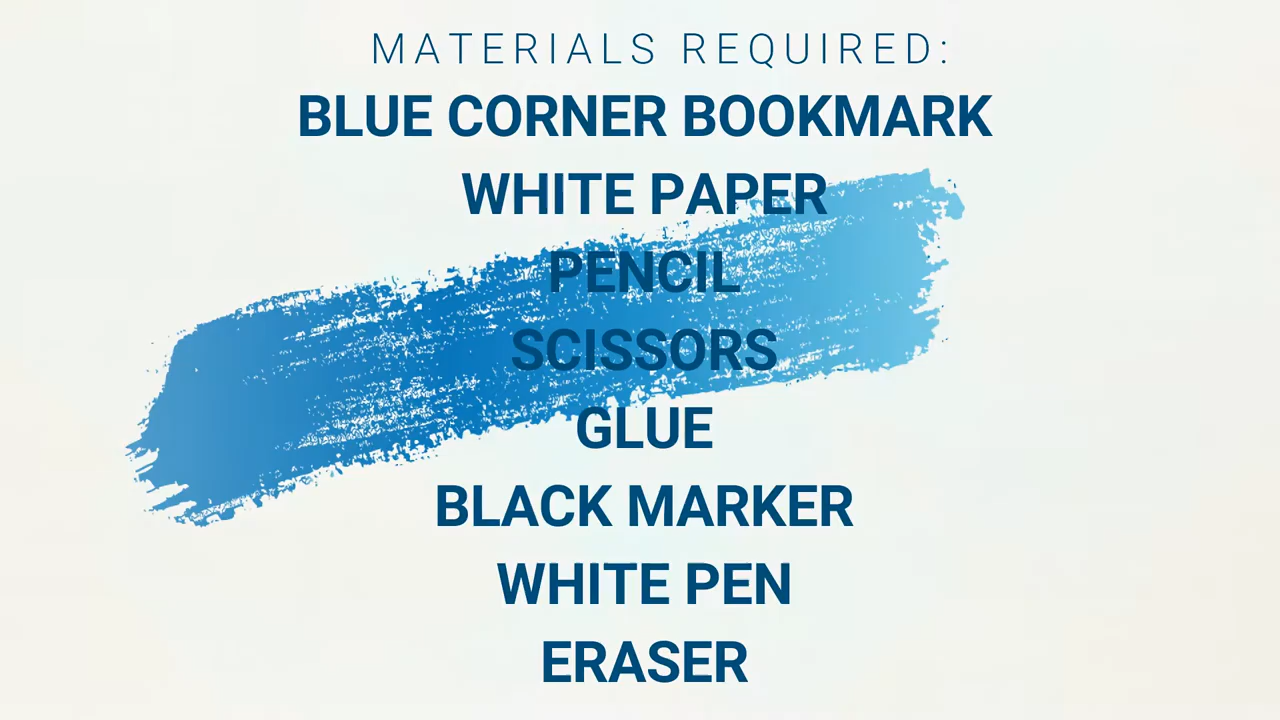 MATERIALS REQUIRED:
BLUE CORNER BOOKMARK
WHITE PAPER
PENCIL
SCISSORS
GLUE
BLACK MARKER
WHITE PEN
ERASER